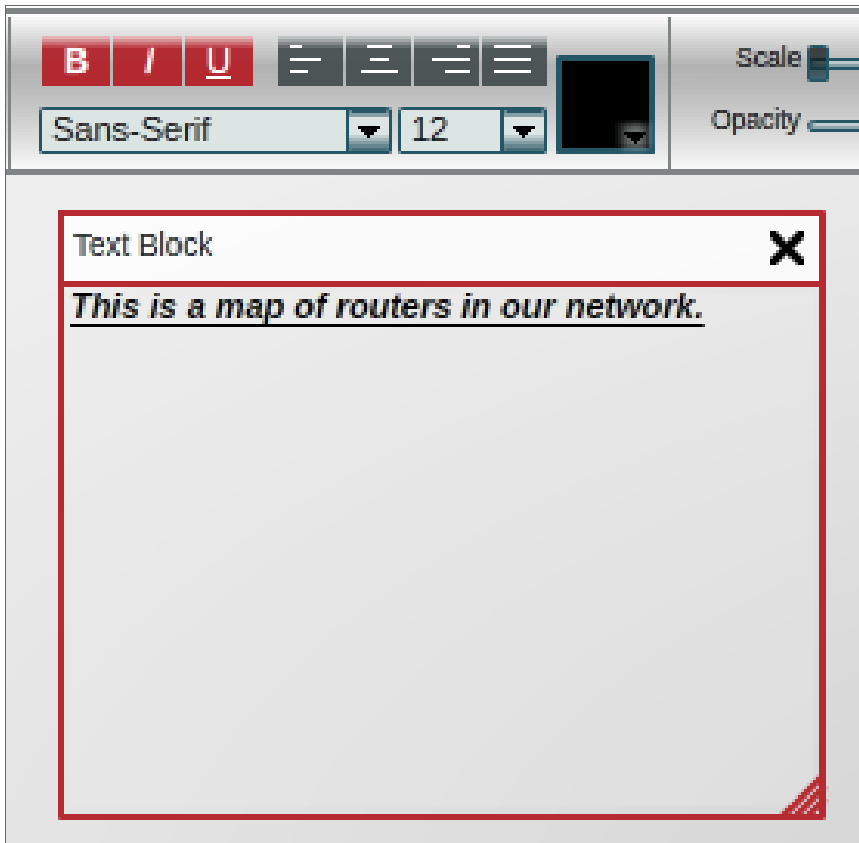 B I U
Scale
Sans-Serif 12
Opacity
Text Block
This is a map of routers in our network.